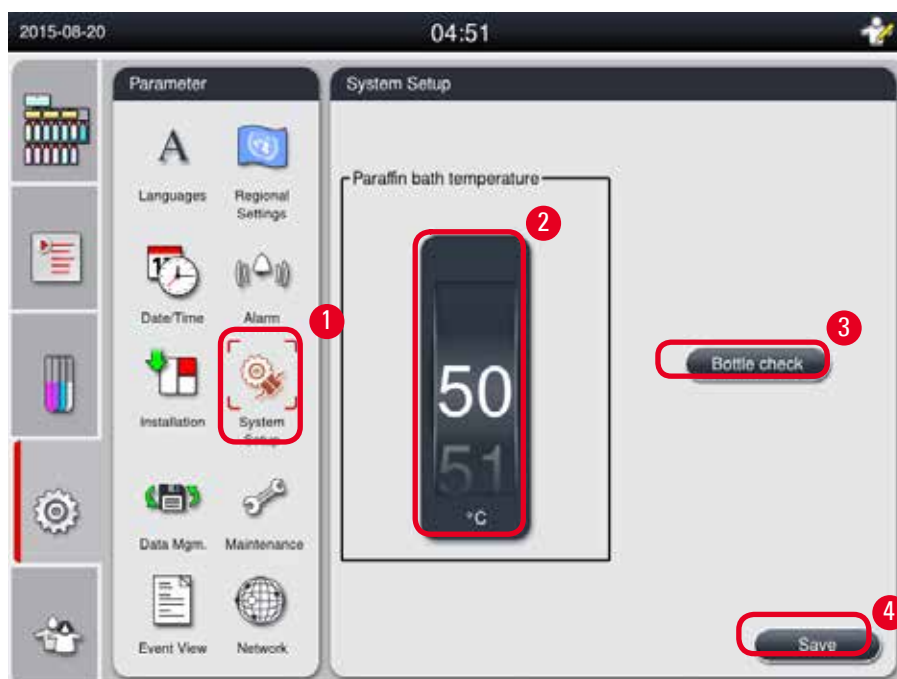 2015-08-20 04:51
Parameter
System Setup
A
Languages
Regional
Settings
Date/Time
Alarm
1
Installation
System
Setup
Data Mgm.
Maintenance
Event View
Network
Paraffin bath temperature
2
50
51
°C
3
Bottle check
4
Save